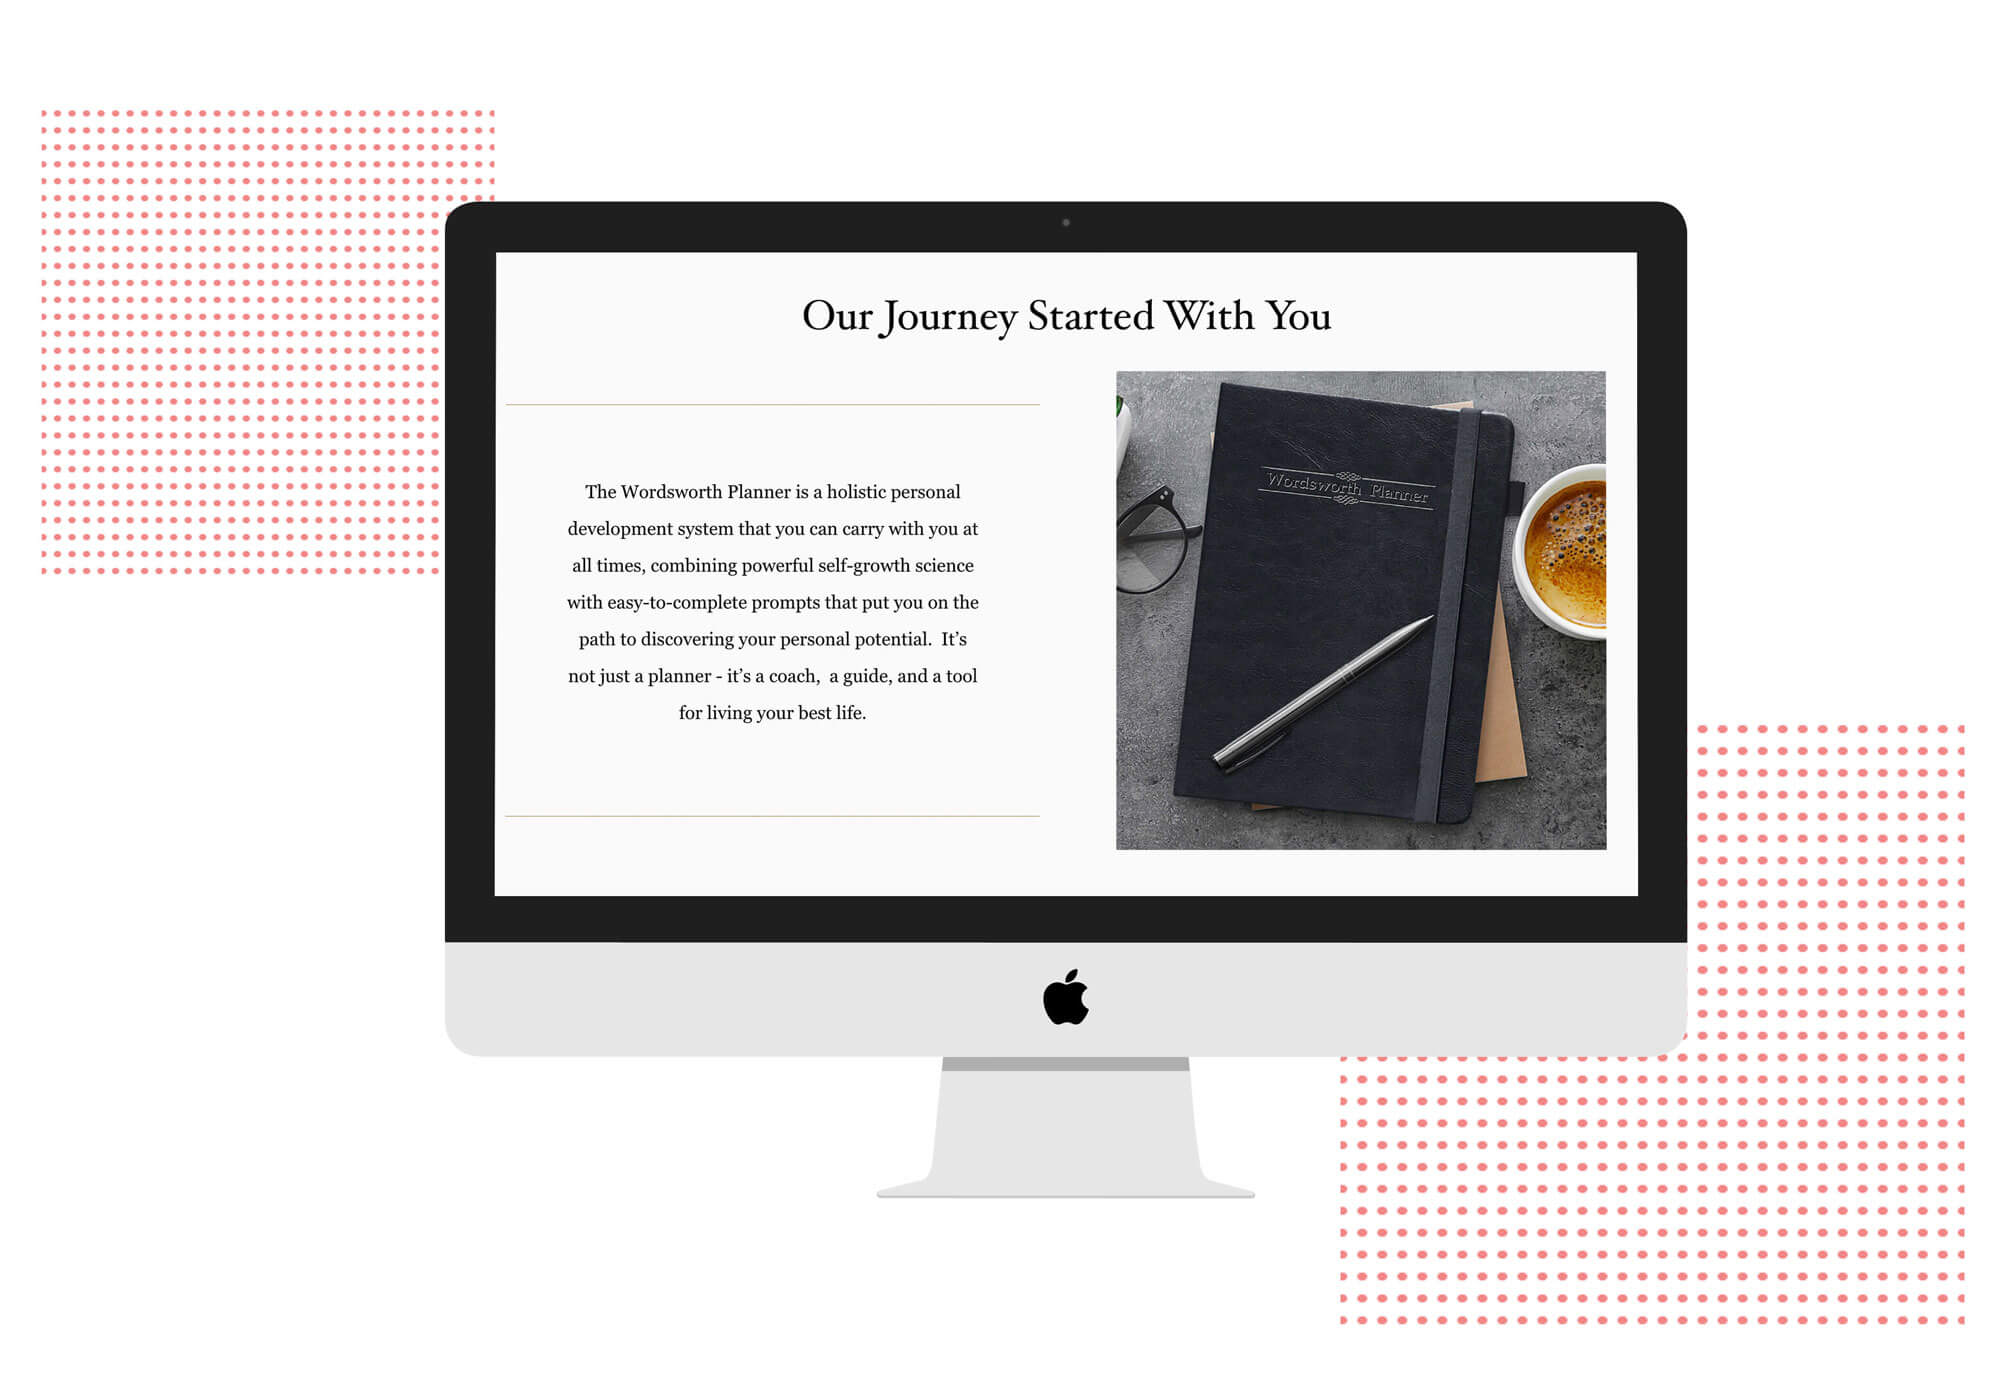 Our Journey Started With You
The Wordsworth Planner is a holistic personal
development system that you can carry with you at
all times, combining powerful self-growth science
with easy-to-complete prompts that put you on the
path to discovering your personal potential.  It’s
not just a planner - it’s a coach,  a guide, and a tool
for living your best life.
Wordsworth Planner